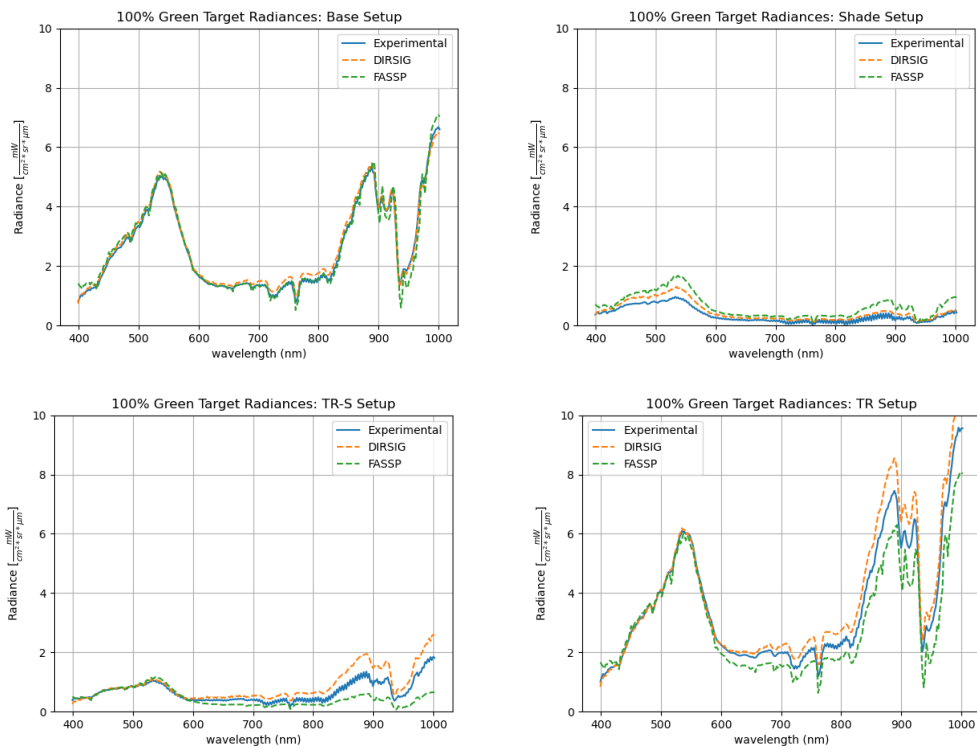 100% Green Target Radiances: Base Setup
10
8
6
4
2
0
Radiance [mW/cm²* sr* μm]
Experimental
DIRSIG
FASSP
400 500 600 700 800 900 1000
wavelength (nm)
100% Green Target Radiances: Shade Setup
10
8
6
4
2
0
Radiance [mW/cm²* sr* μm]
Experimental
DIRSIG
FASSP
400 500 600 700 800 900 1000
wavelength (nm)
100% Green Target Radiances: TR-S Setup
10
8
6
4
2
0
Radiance [mW/cm²* sr* μm]
Experimental
DIRSIG
FASSP
400 500 600 700 800 900 1000
wavelength (nm)
100% Green Target Radiances: TR Setup
10
8
6
4
2
0
Radiance [mW/cm²* sr* μm]
Experimental
DIRSIG
FASSP
400 500 600 700 800 900 1000
wavelength (nm)